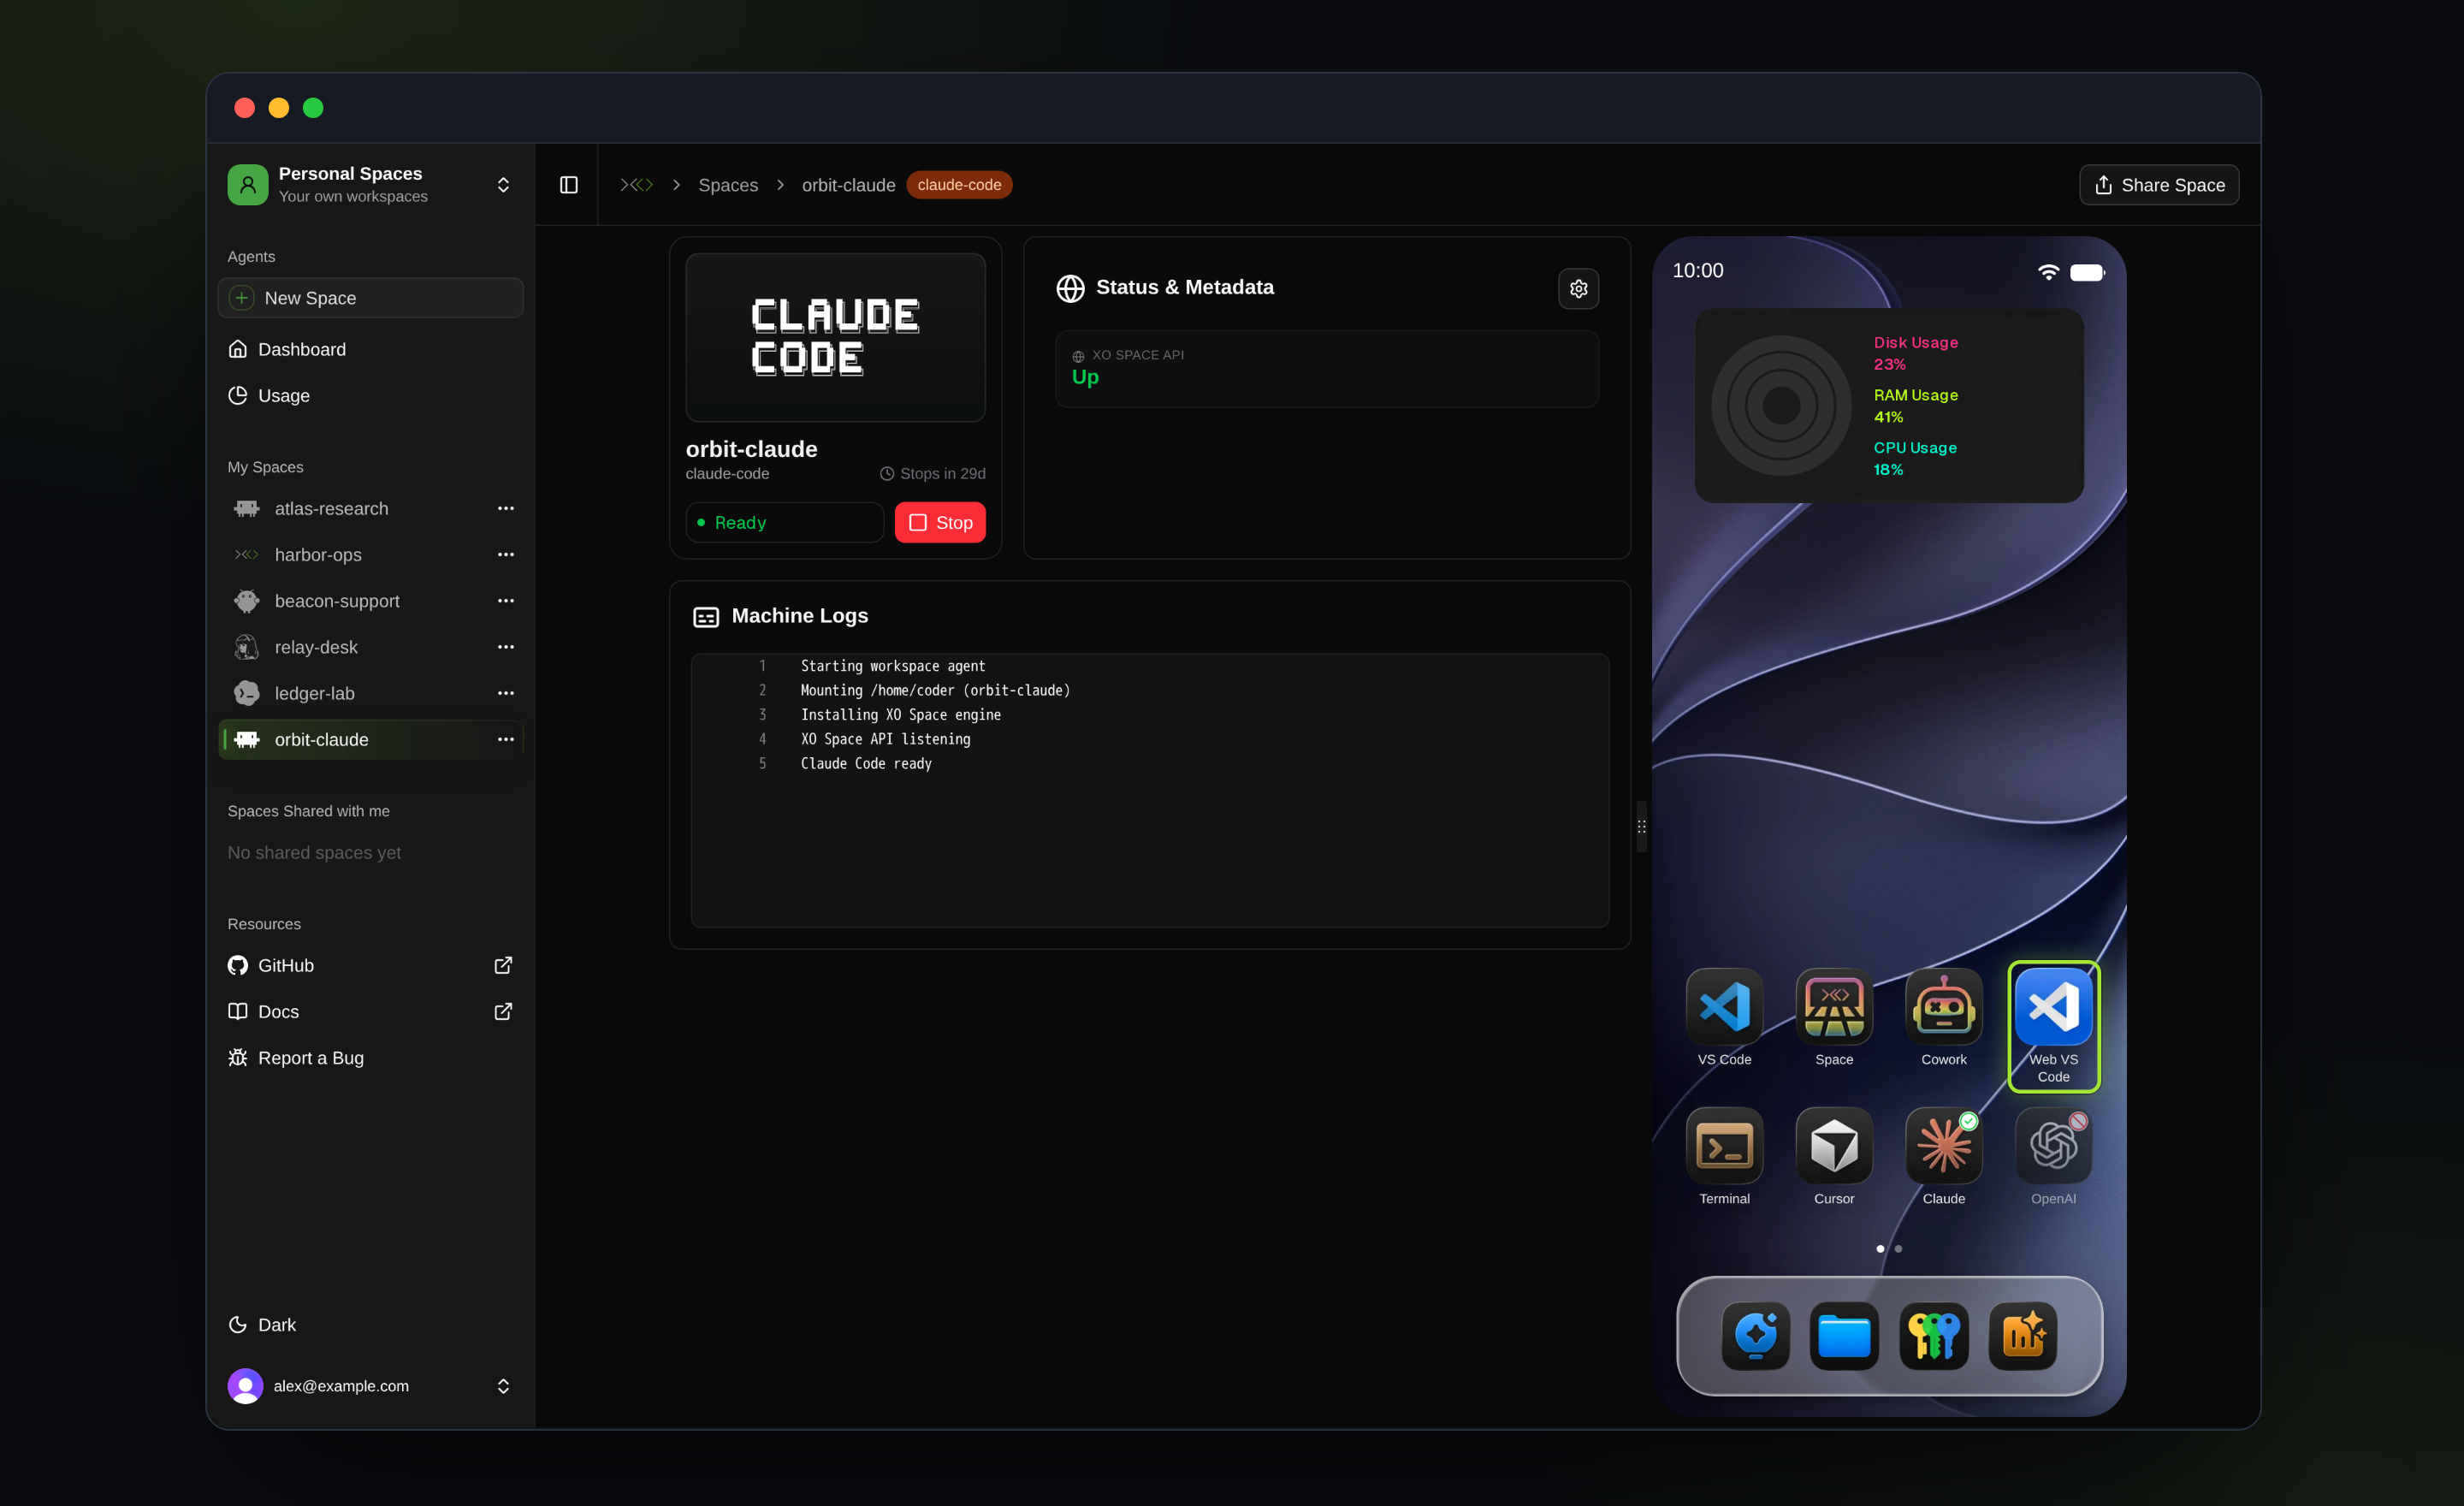 Personal Spaces
Your own workspaces
Agents
New Space
Dashboard
Usage
My Spaces
atlas-research
harbor-ops
beacon-support
relay-desk
ledger-lab
orbit-claude
Spaces Shared with me
No shared spaces yet
Resources
GitHub
Docs
Report a Bug
Dark
alex@example.com
Spaces
orbit-claude
claude-code
Share Space
CLAUDE
CODE
orbit-claude
claude-code
Stops in 29d
Ready
Stop
Status & Metadata
XO SPACE API
Up
Machine Logs
1 Starting workspace agent
2 Mounting /home/coder (orbit-claude)
3 Installing XO Space engine
4 XO Space API listening
5 Claude Code ready
10:00
Disk Usage
23%
RAM Usage
41%
CPU Usage
18%
VS Code
Space
Cowork
Web VS
Code
Terminal
Cursor
Claude
OpenAI